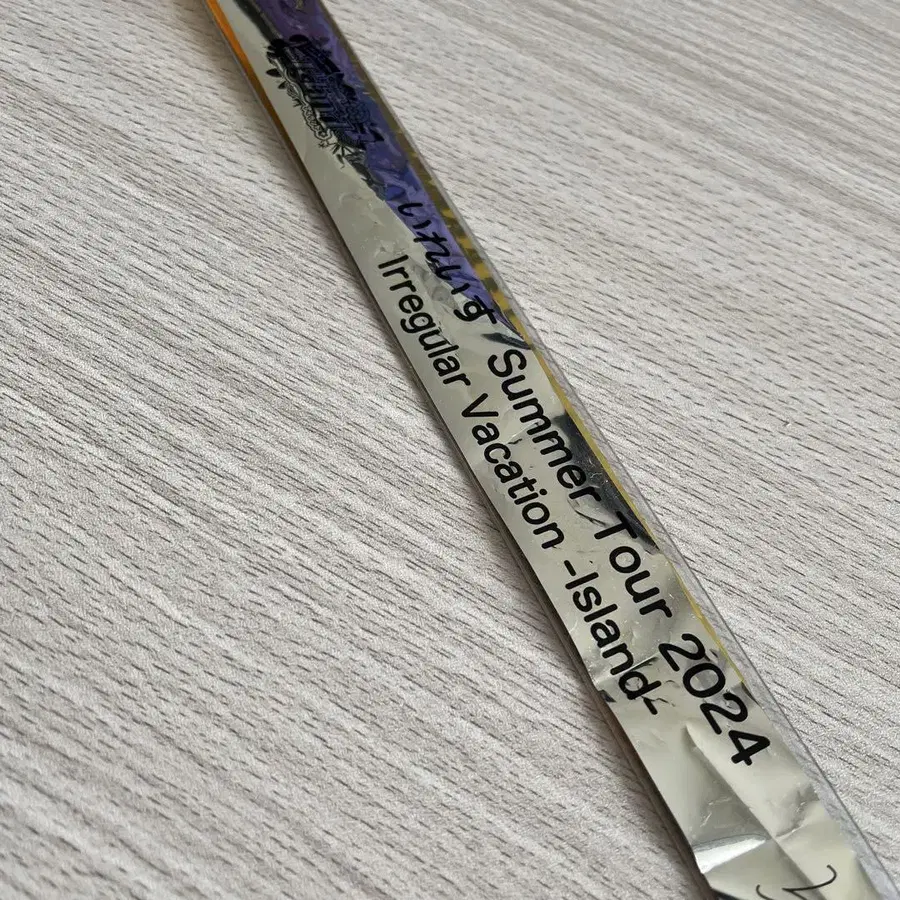 いれいす Summer Tour 2024
Irregular Vacation -Island-